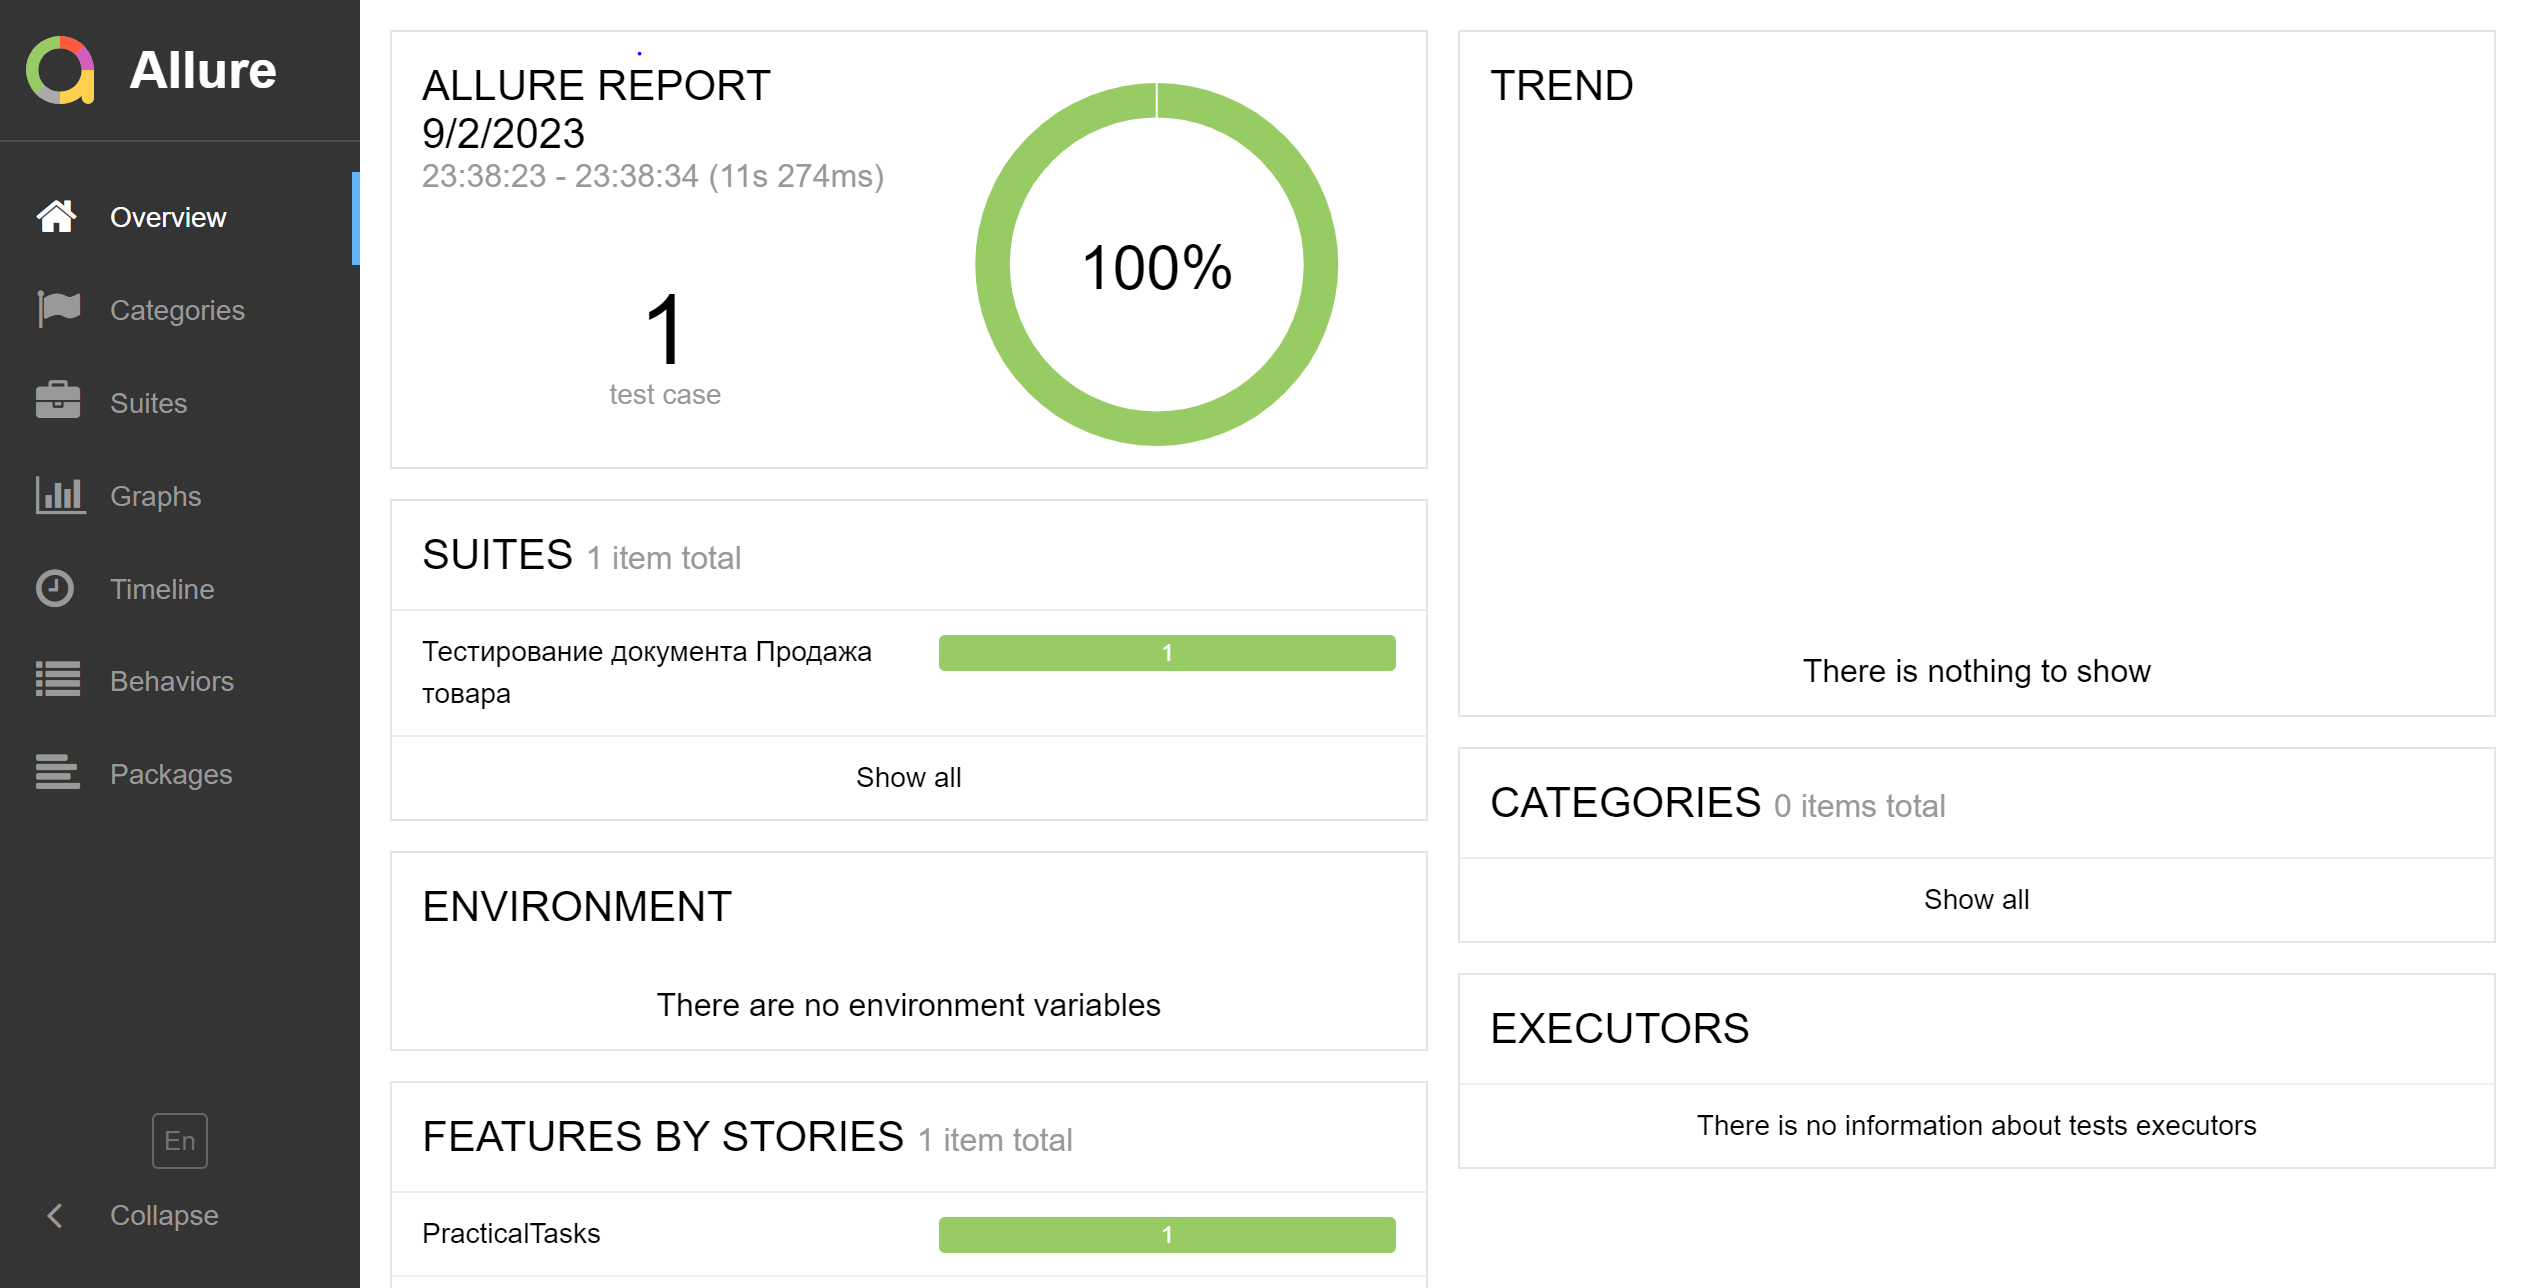 Allure
Overview
Categories
Suites
Graphs
Timeline
Behaviors
Packages
En
Collapse
ALLURE REPORT
9/2/2023
23:38:23 - 23:38:34 (11s 274ms)
1
test case
100%
SUITES 1 item total
Тестирование документа Продажа
товара
1
Show all
ENVIRONMENT
There are no environment variables
FEATURES BY STORIES 1 item total
PracticalTasks
1
TREND
There is nothing to show
CATEGORIES 0 items total
Show all
EXECUTORS
There is no information about tests executors